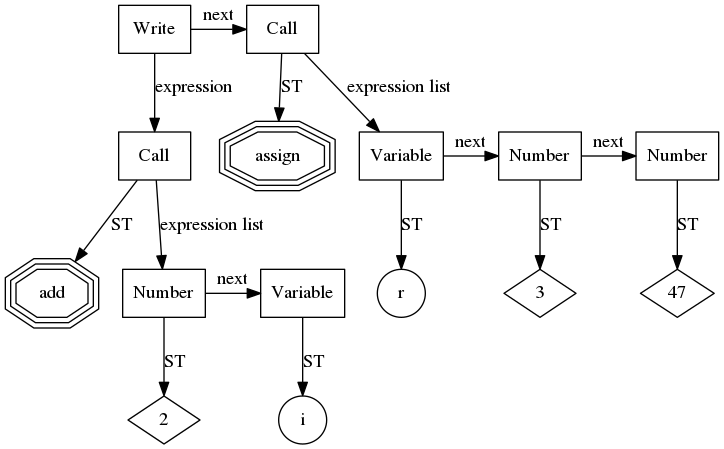 Write next Call
expression ST expression list
Call assign Variable next Number next Number
ST expression list ST ST ST
add Number next Variable r 3 47
ST ST
2 i